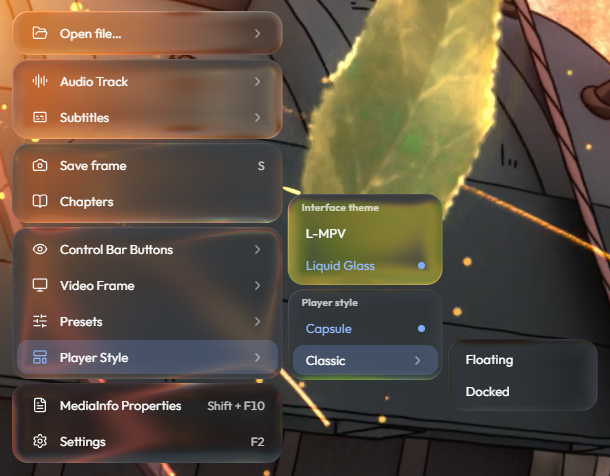 Open file...
Audio Track
Subtitles
Save frame S
Chapters
Control Bar Buttons
Video Frame
Presets
Player Style
MediaInfo Properties Shift + F10
Settings F2
Interface theme
L-MPV
Liquid Glass
Player style
Capsule
Classic
Floating
Docked